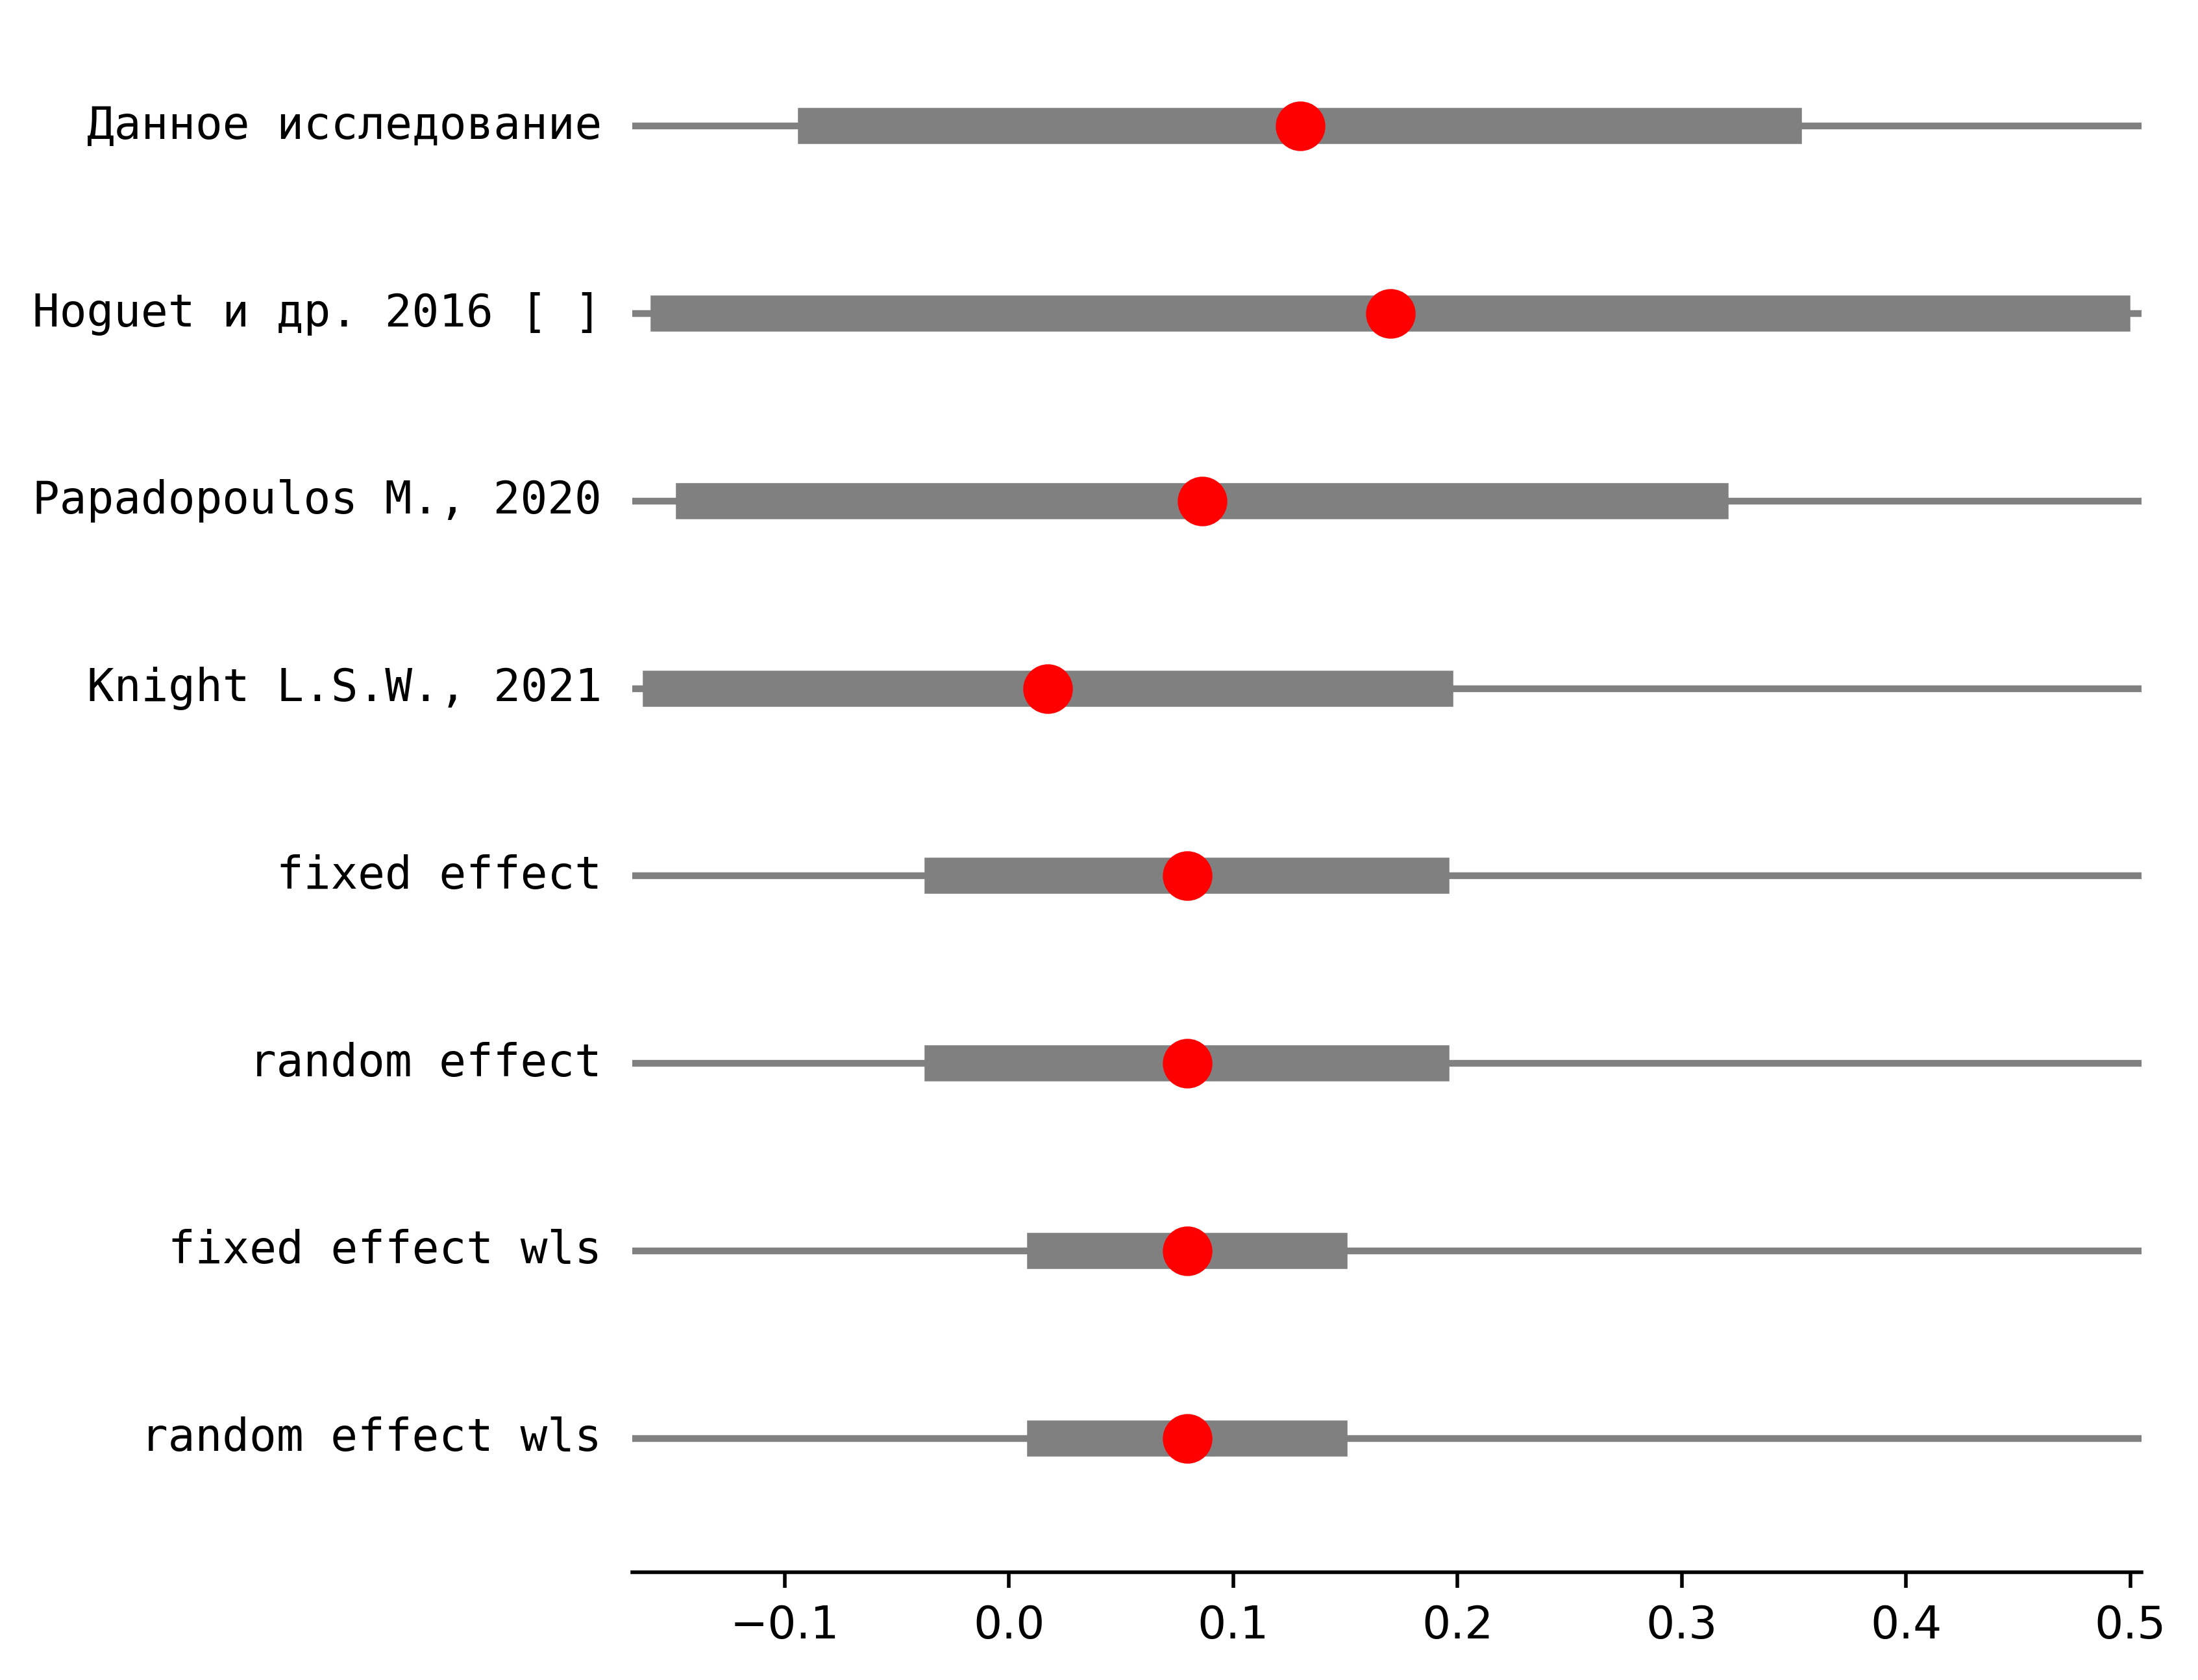 Данное исследование
Hoguet и др. 2016 [ ]
Papadopoulos M., 2020
Knight L.S.W., 2021
fixed effect
random effect
fixed effect wls
random effect wls
−0.1 0.0 0.1 0.2 0.3 0.4 0.5